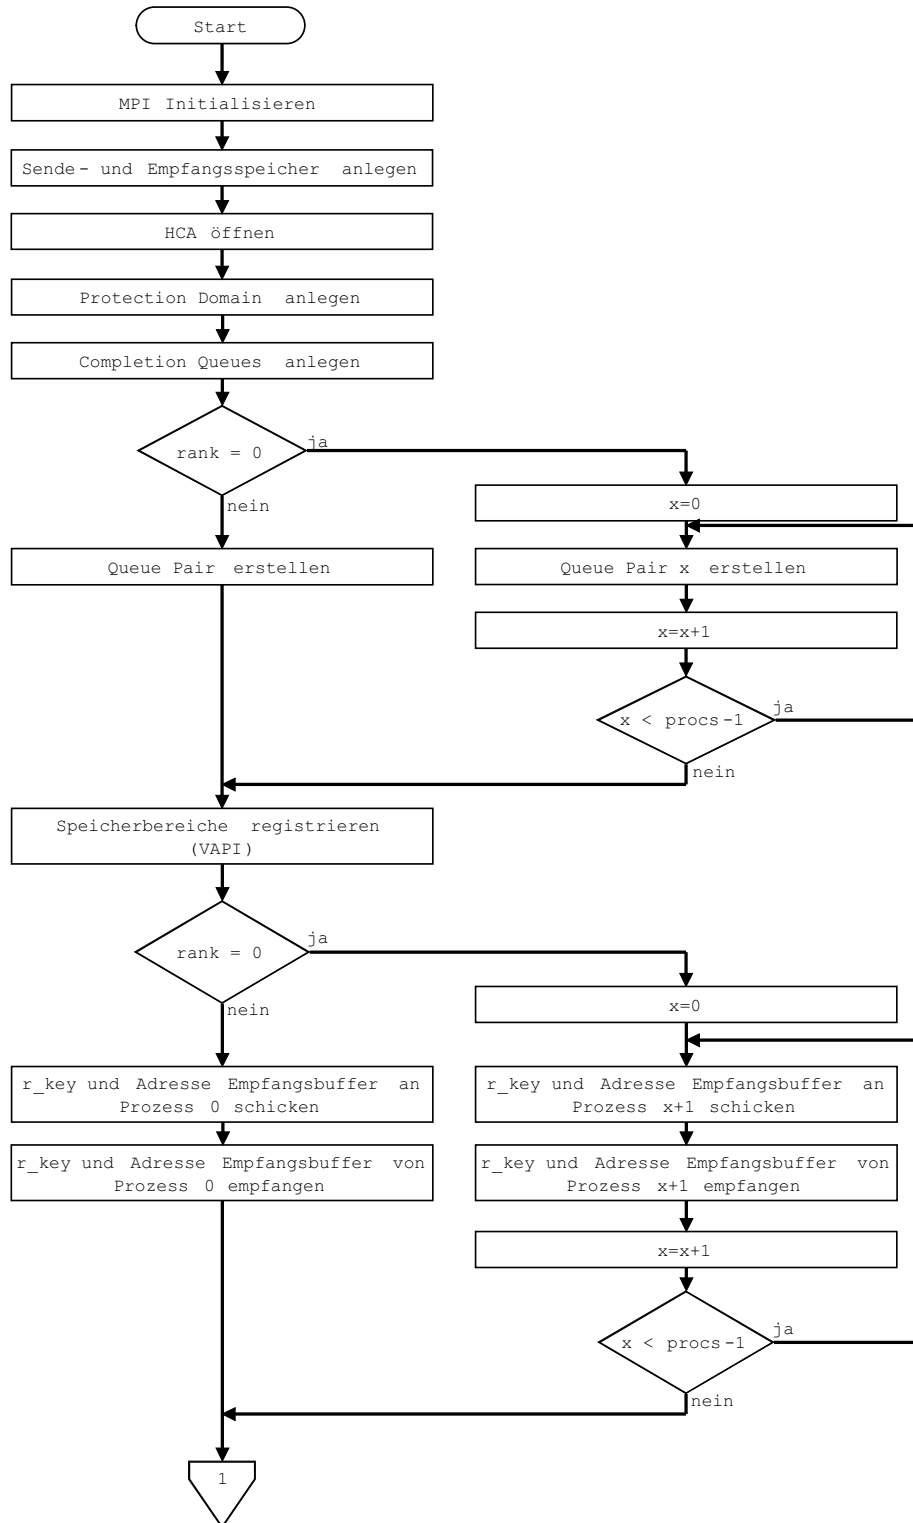 Start
MPI Initialisieren
Sende- und Empfangsspeicher anlegen
HCA öffnen
Protection Domain anlegen
Completion Queues anlegen
rank = 0
ja
nein
x=0
Queue Pair erstellen
Queue Pair x erstellen
x=x+1
x < procs-1
ja
nein
Speicherbereiche registrieren
(VAPI)
rank = 0
ja
nein
x=0
r_key und Adresse Empfangsbuffer an
Prozess 0 schicken
r_key und Adresse Empfangsbuffer an
Prozess x+1 schicken
r_key und Adresse Empfangsbuffer von
Prozess 0 empfangen
r_key und Adresse Empfangsbuffer von
Prozess x+1 empfangen
x=x+1
x < procs-1
ja
nein
1